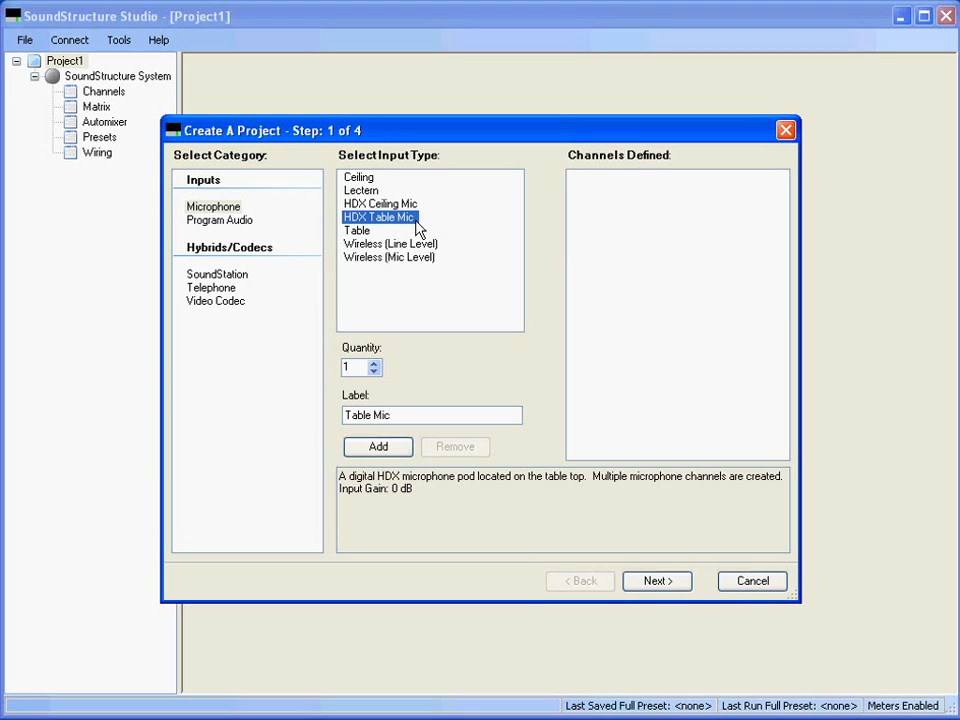 SoundStructure Studio - [Project1]
File Connect Tools Help
Project1
SoundStructure System
Channels
Matrix
Automixer
Presets
Wiring
Create A Project - Step: 1 of 4
Select Category:
Inputs
Microphone
Program Audio
Hybrids/Codecs
SoundStation
Telephone
Video Codec
Select Input Type:
Ceiling
Lectern
HDX Ceiling Mic
HDX Table Mic
Table
Wireless (Line Level)
Wireless (Mic Level)
Quantity:
1
Label:
Table Mic
Add Remove
Channels Defined:
A digital HDX microphone pod located on the table top. Multiple microphone channels are created.
Input Gain: 0 dB
< Back Next > Cancel
Last Saved Full Preset: <none> Last Run Full Preset: <none> Meters Enabled